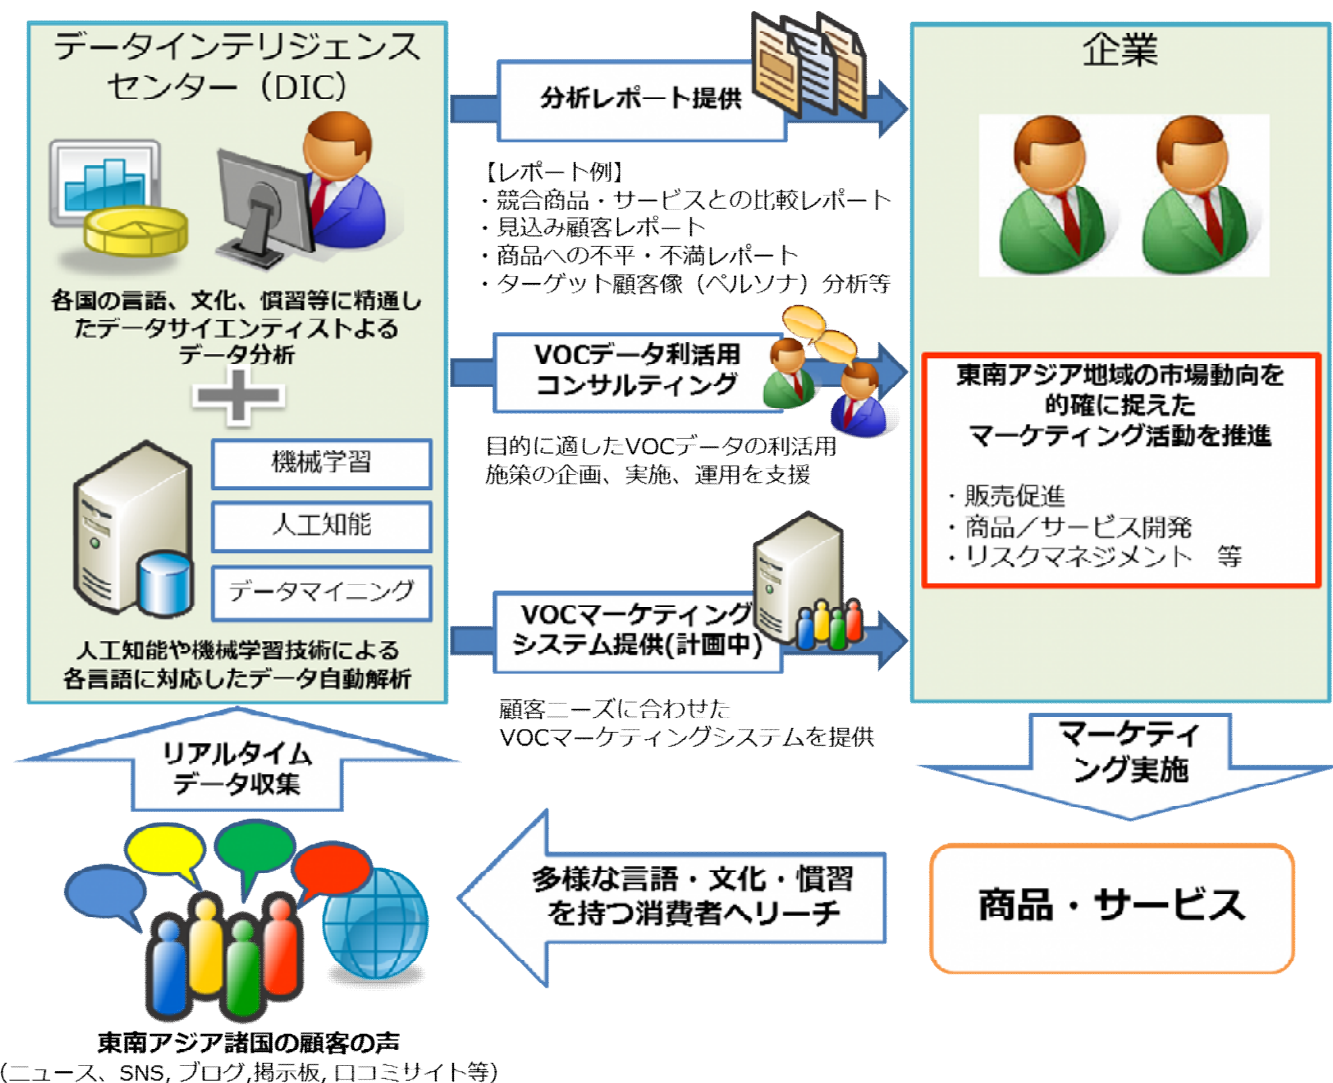 データインテリジェンス
センター（DIC）
各国の言語、文化、慣習等に精通し
たデータサイエンティストよる
データ分析
機械学習
人工知能
データマイニング
人工知能や機械学習技術による
各言語に対応したデータ自動解析
分析レポート提供
【レポート例】
・競合商品・サービスとの比較レポート
・見込み顧客レポート
・商品への不平・不満レポート
・ターゲット顧客像（ペルソナ）分析等
VOCデータ利活用
コンサルティング
目的に適したVOCデータの利活用
施策の企画、実施、運用を支援
VOCマーケティング
システム提供(計画中)
顧客ニーズに合わせた
VOCマーケティングシステムを提供
企業
東南アジア地域の市場動向を
的確に捉えた
マーケティング活動を推進
・販売促進
・商品／サービス開発
・リスクマネジメント　等
マーケティ
ング実施
商品・サービス
多様な言語・文化・慣習
を持つ消費者へリーチ
リアルタイム
データ収集
東南アジア諸国の顧客の声
（ニュース、SNS, ブログ,掲示板, 口コミサイト等）